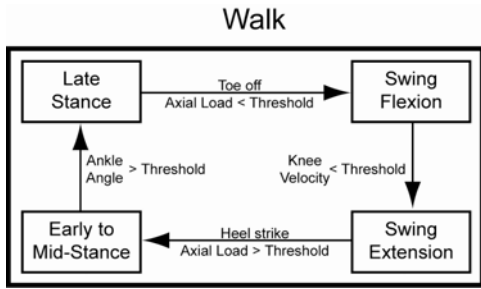 Walk
Late
Stance
Toe off
Axial Load < Threshold
Swing
Flexion
Ankle
Angle
> Threshold
Knee
Velocity
< Threshold
Early to
Mid-Stance
Heel strike
Axial Load > Threshold
Swing
Extension